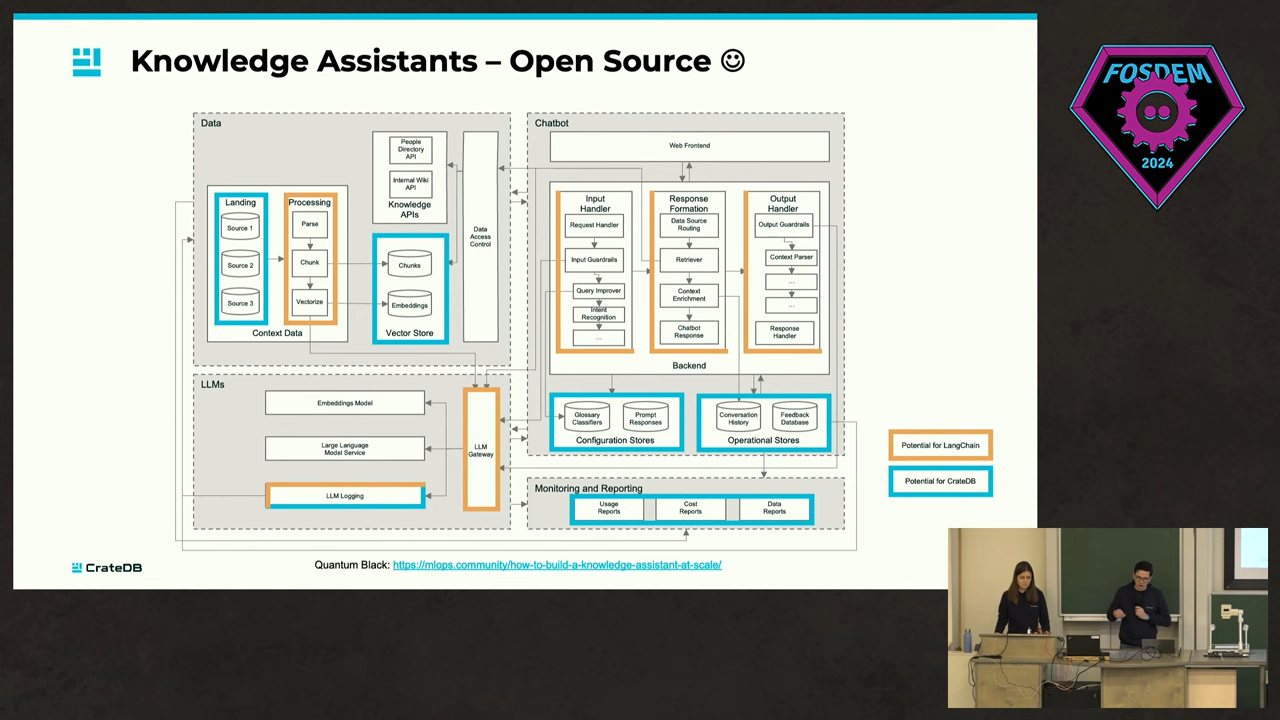 Knowledge Assistants – Open Source ☺
FOSDEM
2024
Data
Landing
Source 1
Source 2
Source 3
Processing
Parse
Chunk
Vectorize
Context Data
People
Directory
API
Internal Wiki
API
Knowledge
APIs
Chunks
Embeddings
Vector Store
Data
Access
Control
Chatbot
Web Frontend
Input
Handler
Request Handler
Input Guardrails
Query Improver
Intent
Recognition
...
Response
Formation
Data Source
Routing
Retriever
Context
Enrichment
Chatbot
Response
Output
Handler
Output Guardrails
Context Parser
...
...
Response
Handler
Backend
Glossary
Classifiers
Prompt
Responses
Configuration Stores
Conversation
History
Feedback
Database
Operational Stores
LLMs
Embeddings Model
Large Language
Model Service
LLM Logging
LLM
Gateway
Monitoring and Reporting
Usage
Reports
Cost
Reports
Data
Reports
Potential for LangChain
Potential for CrateDB
CrateDB
Quantum Black: https://mlops.community/how-to-build-a-knowledge-assistant-at-scale/